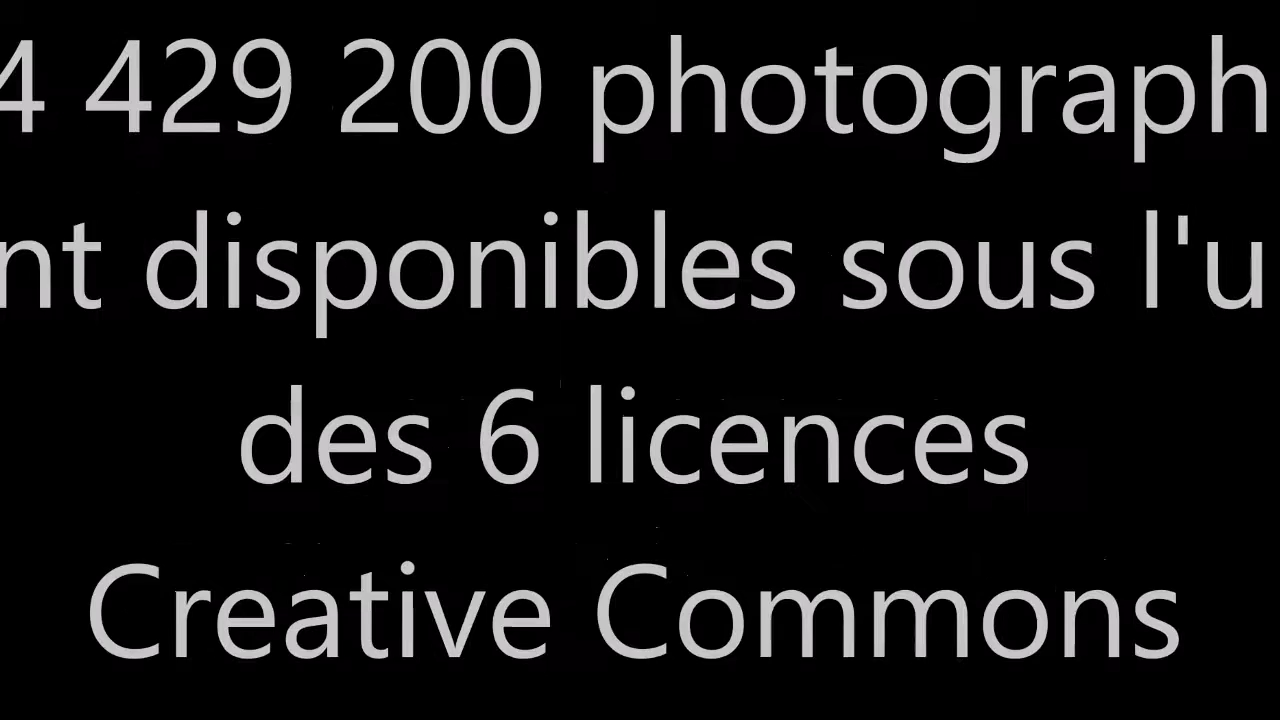 4 429 200 photograph
nt disponibles sous l'u
des 6 licences
Creative Commons